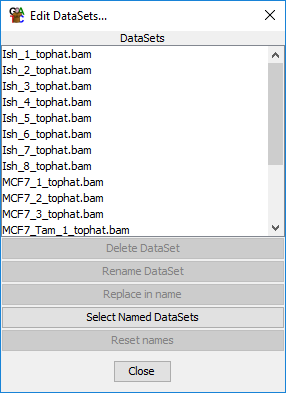 Edit DataSets...
DataSets
Ish_1_tophat.bam
Ish_2_tophat.bam
Ish_3_tophat.bam
Ish_4_tophat.bam
Ish_5_tophat.bam
Ish_6_tophat.bam
Ish_7_tophat.bam
Ish_8_tophat.bam
MCF7_1_tophat.bam
MCF7_2_tophat.bam
MCF7_3_tophat.bam
MCF7_Tam_1_tophat.bam
Delete DataSet
Rename DataSet
Replace in name
Select Named DataSets
Reset names
Close